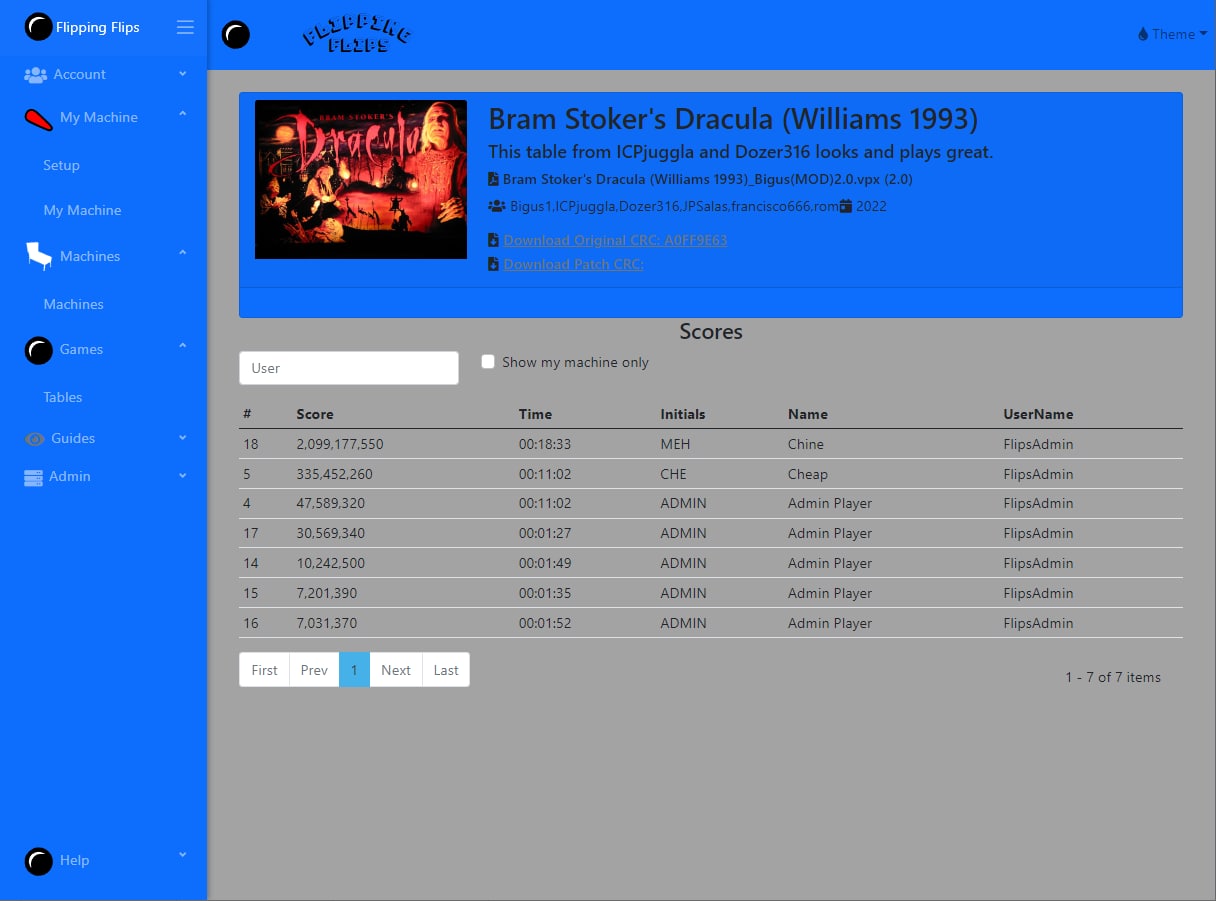 Flipping Flips
FLIPPING
FLIPS
Theme
Account
My Machine
Setup
My Machine
Machines
Machines
Games
Tables
Guides
Admin
Help
BRAM STOKER'S
Dracula
Bram Stoker's Dracula (Williams 1993)
This table from ICPjuggla and Dozer316 looks and plays great.
Bram Stoker's Dracula (Williams 1993)_Bigus(MOD)2.0.vpx (2.0)
Bigus1,ICPjuggla,Dozer316,JPSalas,francisco666,rom 2022
Download Original CRC: A0FF9E63
Download Patch CRC:
Scores
User Show my machine only
# Score Time Initials Name UserName
18 2,099,177,550 00:18:33 MEH Chine FlipsAdmin
5 335,452,260 00:11:02 CHE Cheap FlipsAdmin
4 47,589,320 00:11:02 ADMIN Admin Player FlipsAdmin
17 30,569,340 00:01:27 ADMIN Admin Player FlipsAdmin
14 10,242,500 00:01:49 ADMIN Admin Player FlipsAdmin
15 7,201,390 00:01:35 ADMIN Admin Player FlipsAdmin
16 7,031,370 00:01:52 ADMIN Admin Player FlipsAdmin
First Prev 1 Next Last
1 - 7 of 7 items